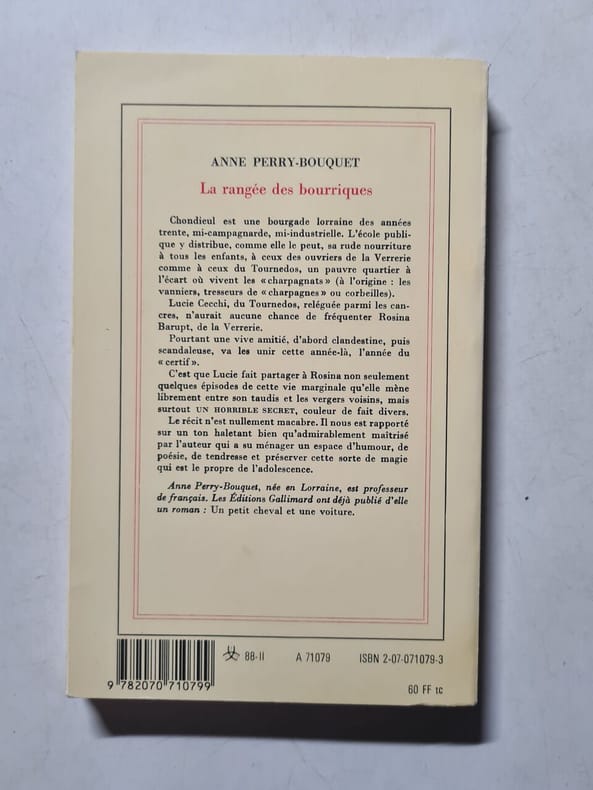 ANNE PERRY-BOUQUET
La rangée des bourriques
Chondieul est une bourgade lorraine des années
trente, mi-campagnarde, mi-industrielle. L'école publi-
que y distribue, comme elle le peut, sa rude nourriture
à tous les enfants, à ceux des ouvriers de la Verrerie
comme à ceux du Tournedos, un pauvre quartier à
l'écart où vivent les « charpagnats » (à l'origine : les
vanniers, tresseurs de « charpagnes » ou corbeilles).
Lucie Cecchi, du Tournedos, reléguée parmi les can-
cres, n'aurait aucune chance de fréquenter Rosina
Barupt, de la Verrerie.
Pourtant une vive amitié, d'abord clandestine, puis
scandaleuse, va les unir cette année-là, l'année du
« certif ».
C'est que Lucie fait partager à Rosina non seulement
quelques épisodes de cette vie marginale qu'elle mène
librement entre son taudis et les vergers voisins, mais
surtout UN HORRIBLE SECRET, couleur de fait divers.
Le récit n'est nullement macabre. Il nous est rapporté
sur un ton haletant bien qu'admirablement maîtrisé
par l'auteur qui a su ménager un espace d'humour, de
poésie, de tendresse et préserver cette sorte de magie
qui est le propre de l'adolescence.
Anne Perry-Bouquet, née en Lorraine, est professeur
de français. Les Éditions Gallimard ont déjà publié d'elle
un roman : Un petit cheval et une voiture.
88-II A 71079 ISBN 2-07-071079-3
9 782070 710799
60 FF tc